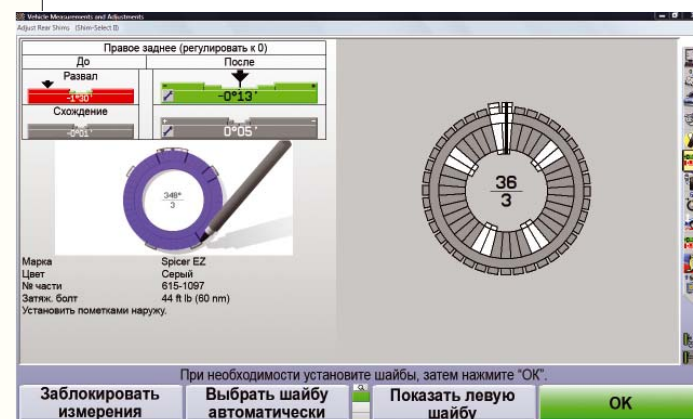 Vehicle Measurements and Adjustments
Adjust Rear Shims (Shim-Select II)
Правое заднее (регулировать к 0)
До После
Развал
-1°30' -0°13'
Схождение
-0°01' 0°05'
348°
3
36
3
Марка Spicer EZ
Цвет Серый
№ части 615-1097
Затяж. болт 44 ft lb (60 nm)
Установить пометками наружу.
При необходимости установите шайбы, затем нажмите "ОК".
Заблокировать измерения
Выбрать шайбу автоматически
Показать левую шайбу
OK